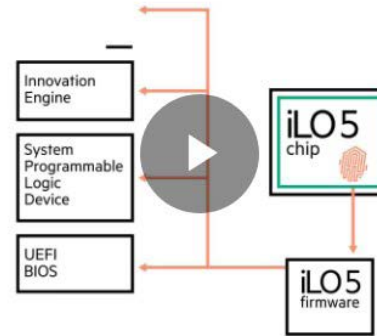 Innovation
Engine
System
Programmable
Logic
Device
UEFI
BIOS
iLO 5
chip
iLO 5
firmware